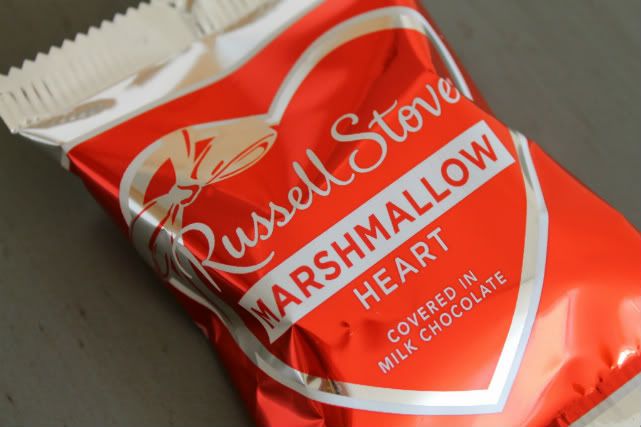 Russell Stover
MARSHMALLOW
HEART
COVERED IN
MILK CHOCOLATE